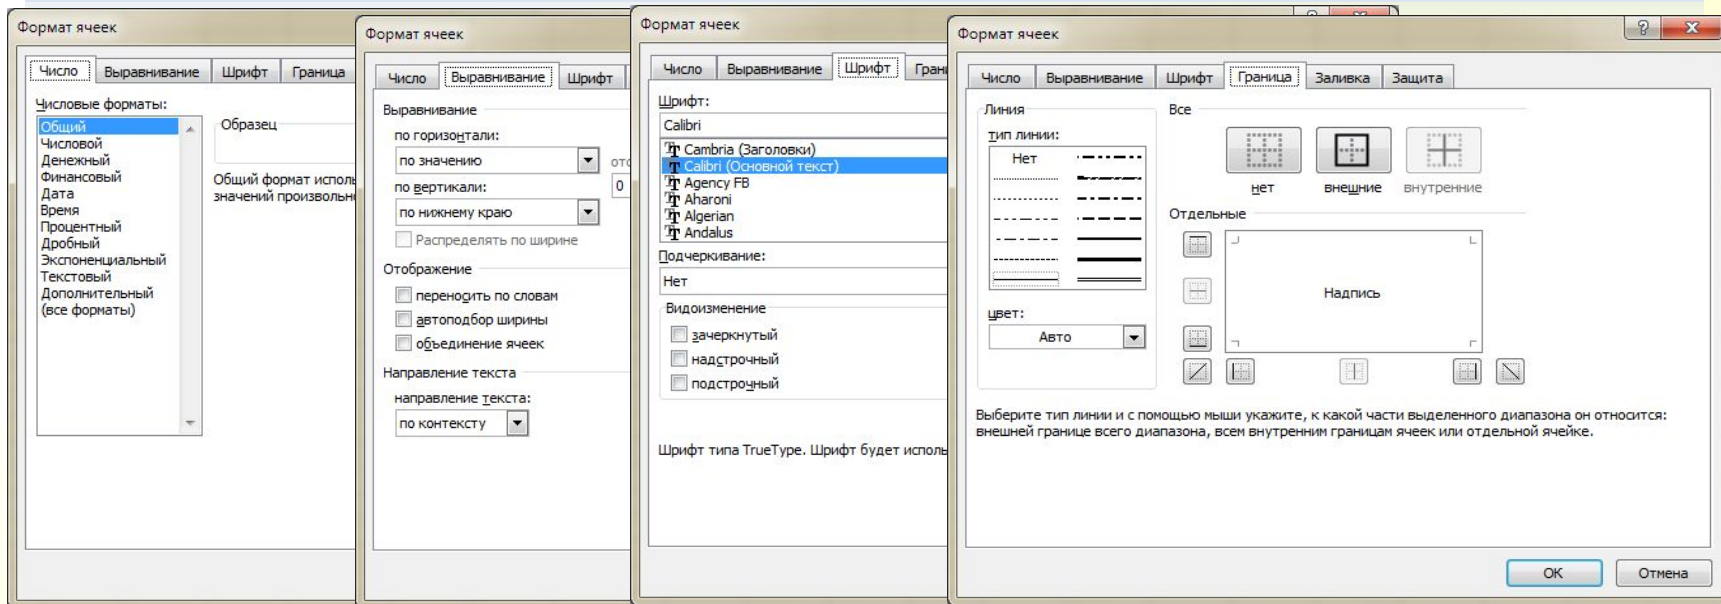 Формат ячеек
Число Выравнивание Шрифт Граница
Числовые форматы:
Общий
Числовой
Денежный
Финансовый
Дата
Время
Процентный
Дробный
Экспоненциальный
Текстовый
Дополнительный
(все форматы)
Образец
Общий формат
значений
Формат ячеек
Число Выравнивание Шрифт
Выравнивание
по горизонтали:
по значению
по вертикали:
0
по нижнему краю
Распределять по ширине
Отображение
переносить по словам
автоподбор ширины
объединение ячеек
Направление текста
направление текста:
по контексту
Формат ячеек
Число Выравнивание Шрифт
Шрифт:
Calibri
Cambria (Заголовки)
Calibri (Основной текст)
Agency FB
Aharoni
Algerian
Andalus
Подчеркивание:
Нет
Видоизменение
зачеркнутый
надстрочный
подстрочный
Шрифт типа TrueType. Шрифт будет
Формат ячеек
Число Выравнивание Шрифт Граница Заливка Защита
Линия
тип линии:
Нет
цвет:
Авто
Все
нет внешние внутренние
Отдельные
Надпись
Выберите тип линии и с помощью мыши укажите, к какой части выделенного диапазона он относится:
внешней границе всего диапазона, всем внутренним границам ячеек или отдельной ячейке.
ОК Отмена